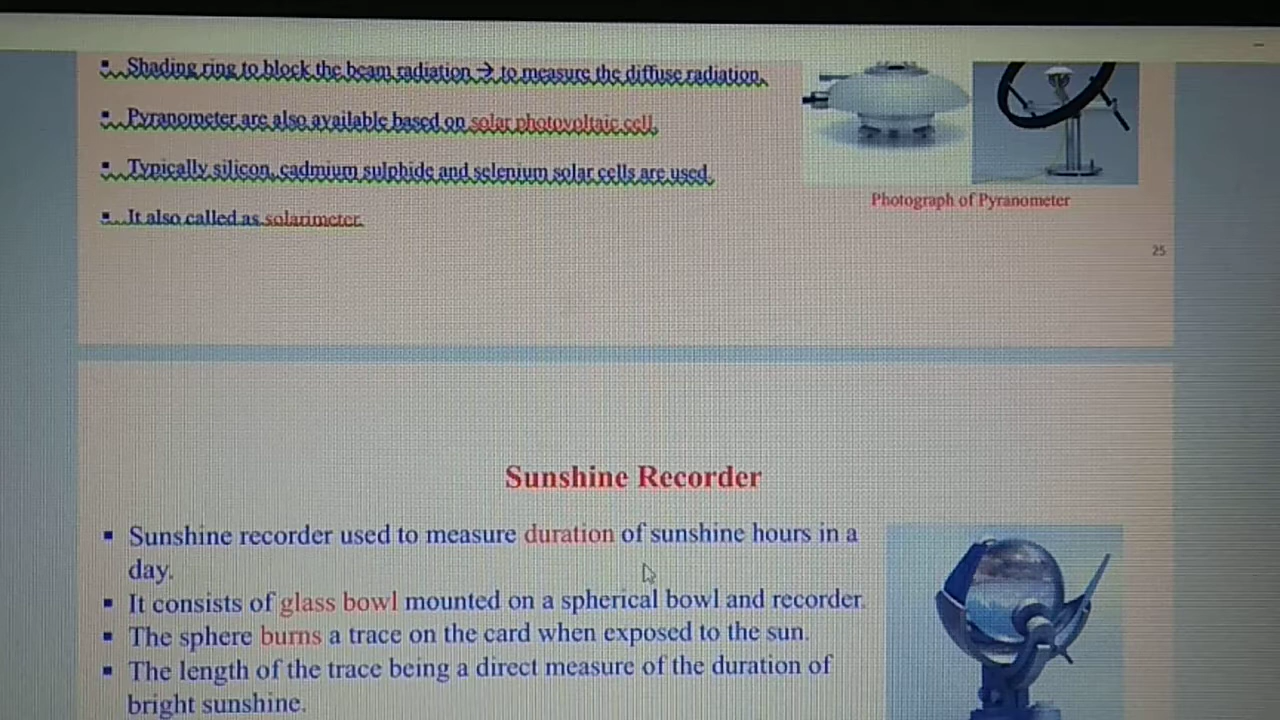 ▪ Shading ring to block the beam radiation → to measure the diffuse radiation.
▪ Pyranometer are also available based on solar photovoltaic cell.
▪ Typically silicon, cadmium sulphide and selenium solar cells are used.
▪ It also called as solarimeter.
Photograph of Pyranometer
25
Sunshine Recorder
▪ Sunshine recorder used to measure duration of sunshine hours in a
day.
▪ It consists of glass bowl mounted on a spherical bowl and recorder.
▪ The sphere burns a trace on the card when exposed to the sun.
▪ The length of the trace being a direct measure of the duration of
bright sunshine.